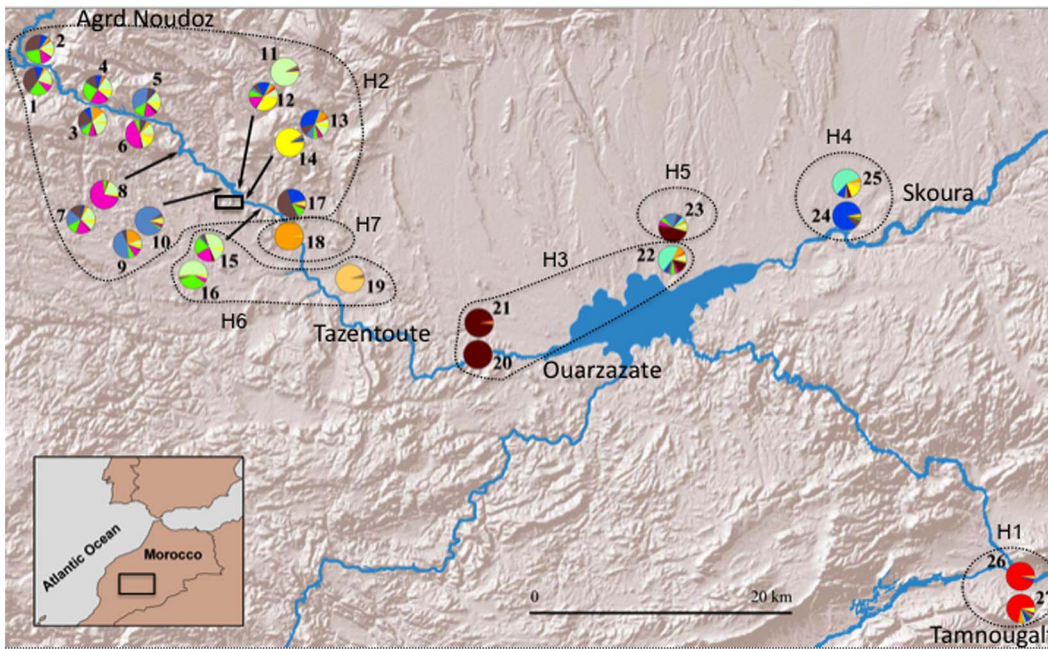 Agrd Noudoz
2
11
4
5
H2
12
1
13
H4
3
6
14
H5
25
Skoura
8
17
23
24
7
H7
10
18
22
9
15
H3
19
16
21
H6
Tazentoute
20
Ouarzazate
H1
Atlantic Ocean
Morocco
26
0
20 km
27
Tamnougalt